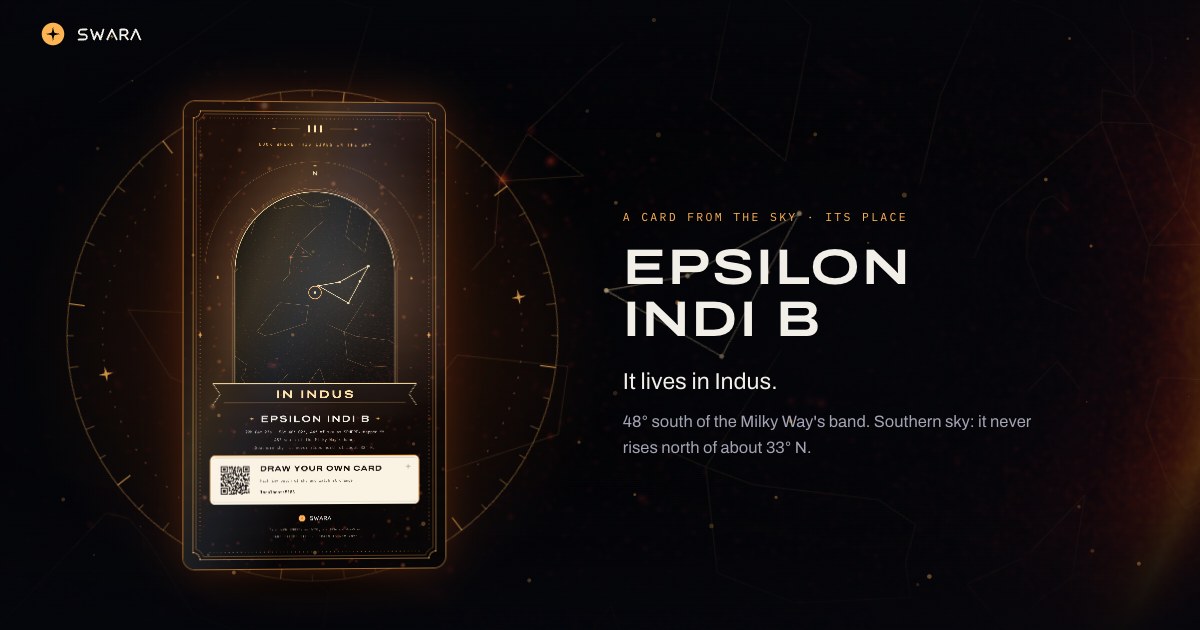 SWARA
III
N
IN INDUS
EPSILON INDI B
DRAW YOUR OWN CARD
SWARA
A CARD FROM THE SKY · ITS PLACE
EPSILON
INDI B
It lives in Indus.
48° south of the Milky Way's band. Southern sky: it never
rises north of about 33° N.